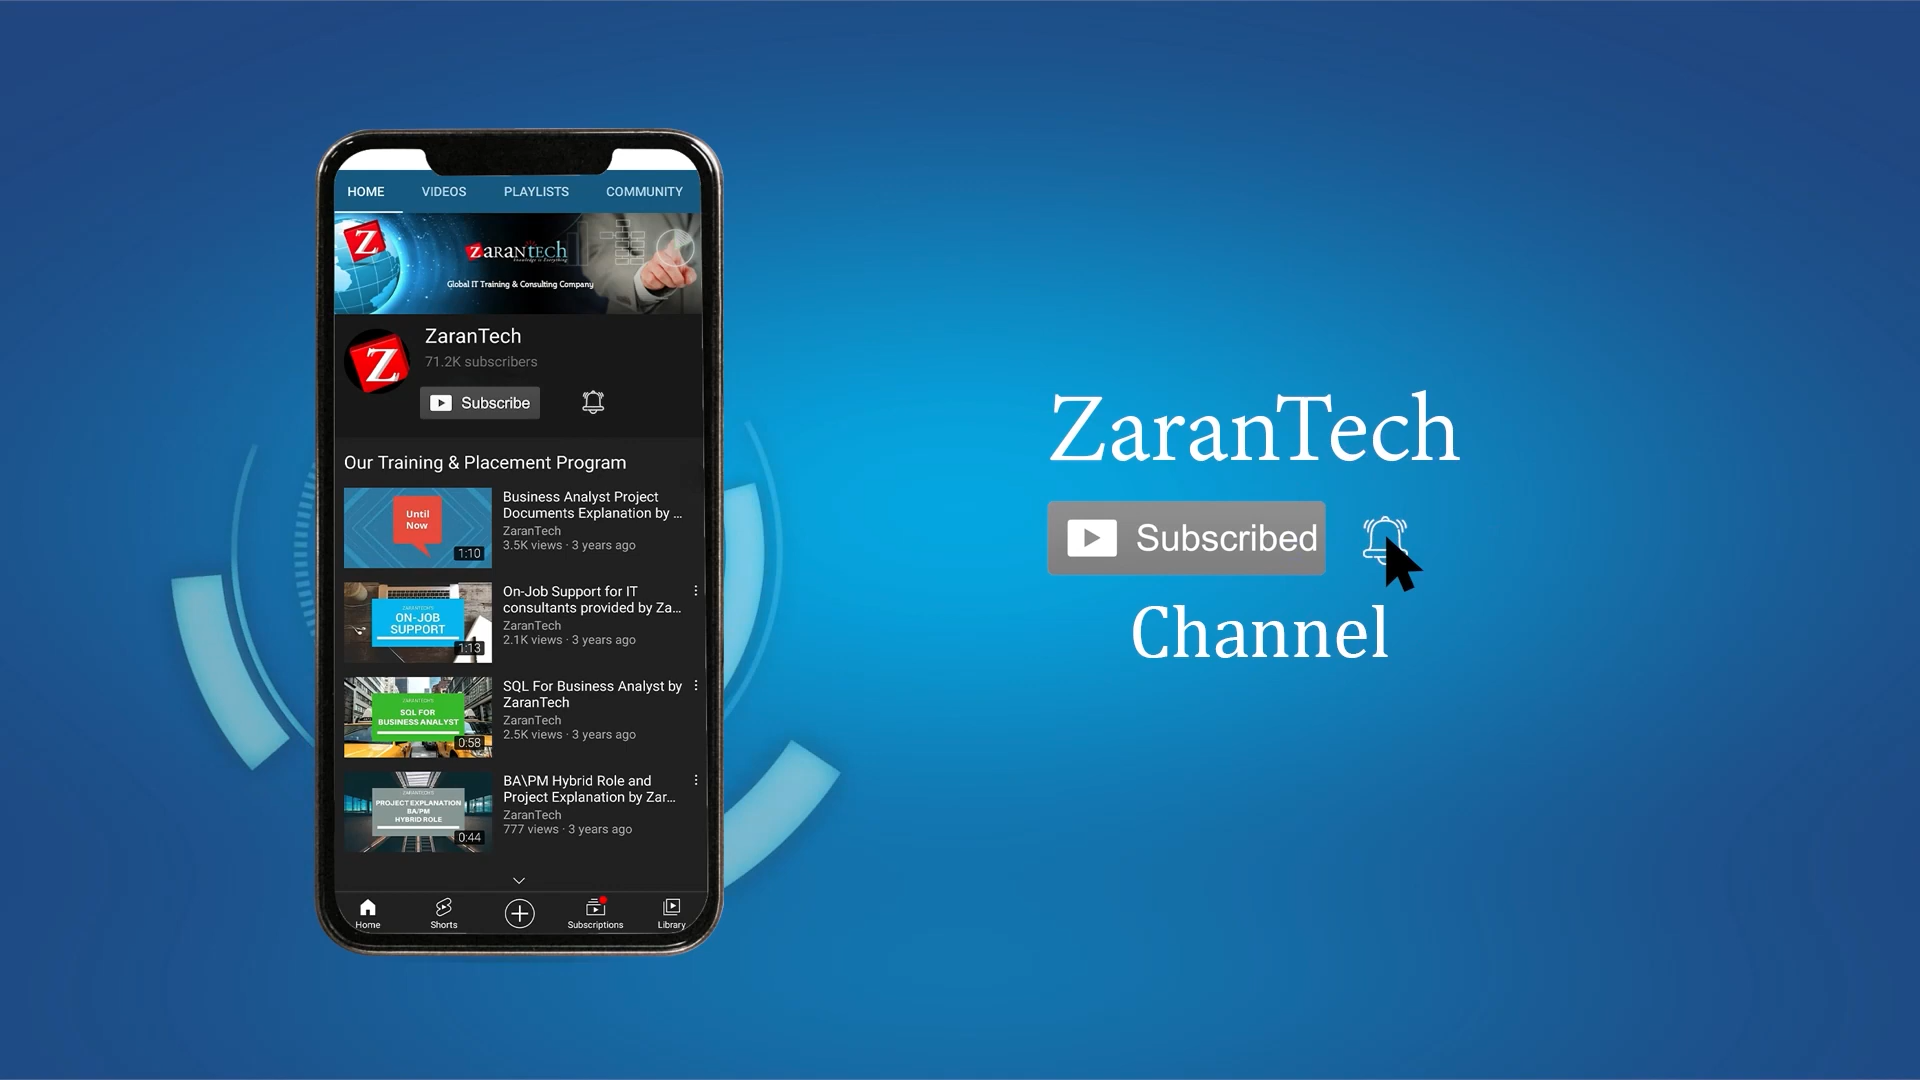 HOME VIDEOS PLAYLISTS COMMUNITY
Z
ZARANTECH
Global IT Training & Consulting Company
Z
ZaranTech
71.2K subscribers
Subscribe
Our Training & Placement Program
Until
Now
1:10
Business Analyst Project
Documents Explanation by ...
ZaranTech
3.5K views · 3 years ago
ON-JOB
SUPPORT
1:13
On-Job Support for IT
consultants provided by Za...
ZaranTech
2.1K views · 3 years ago
ZARANTECH'S
SQL FOR
BUSINESS ANALYST
0:58
SQL For Business Analyst by
ZaranTech
ZaranTech
2.5K views · 3 years ago
ZARANTECH'S
PROJECT EXPLANATION
BA/PM
HYBRID ROLE
0:44
BA\PM Hybrid Role and
Project Explanation by Zar...
ZaranTech
777 views · 3 years ago
Home Shorts Subscriptions Library
ZaranTech
Subscribed
Channel